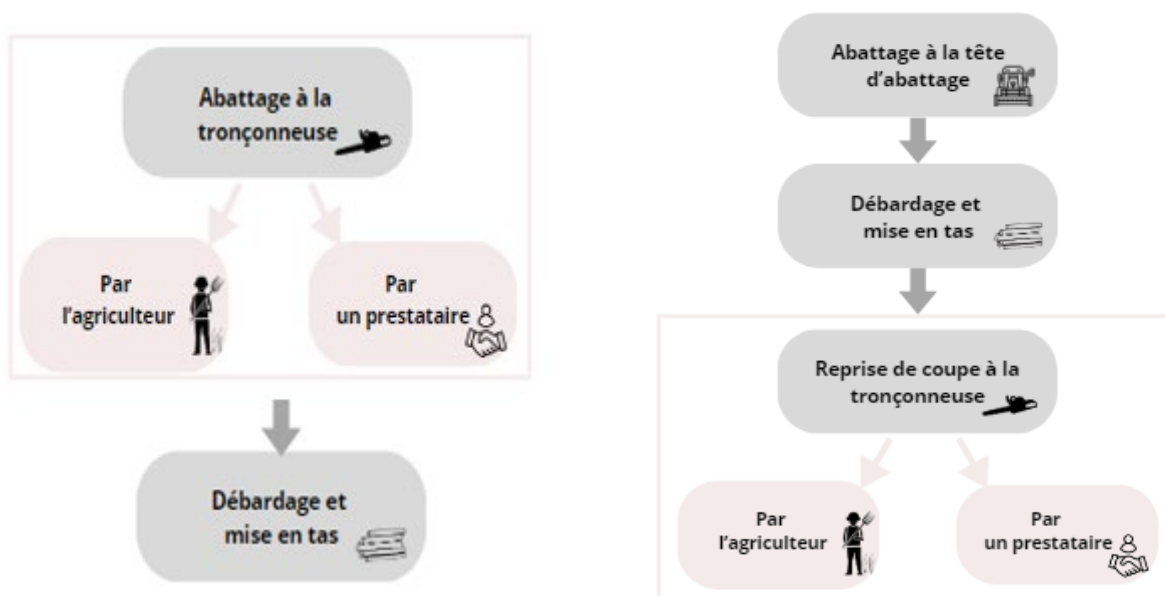 Abattage à la
tronçonneuse
Par
l'agriculteur
Par
un prestataire
Débardage et
mise en tas
Abattage à la tête
d'abattage
Débardage et
mise en tas
Reprise de coupe à la
tronçonneuse
Par
l'agriculteur
Par
un prestataire